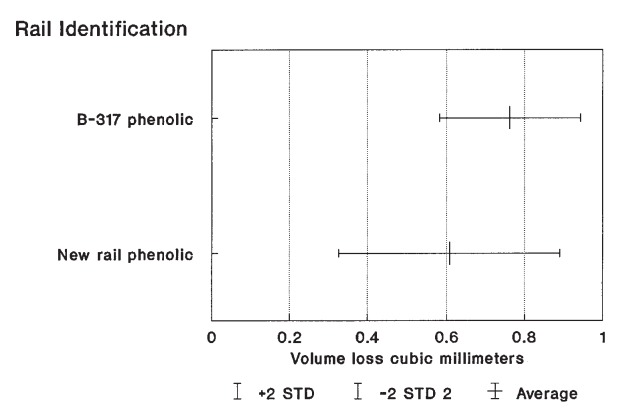 Rail Identification
B-317 phenolic
New rail phenolic
0 0.2 0.4 0.6 0.8 1
Volume loss cubic millimeters
+2 STD -2 STD 2 Average